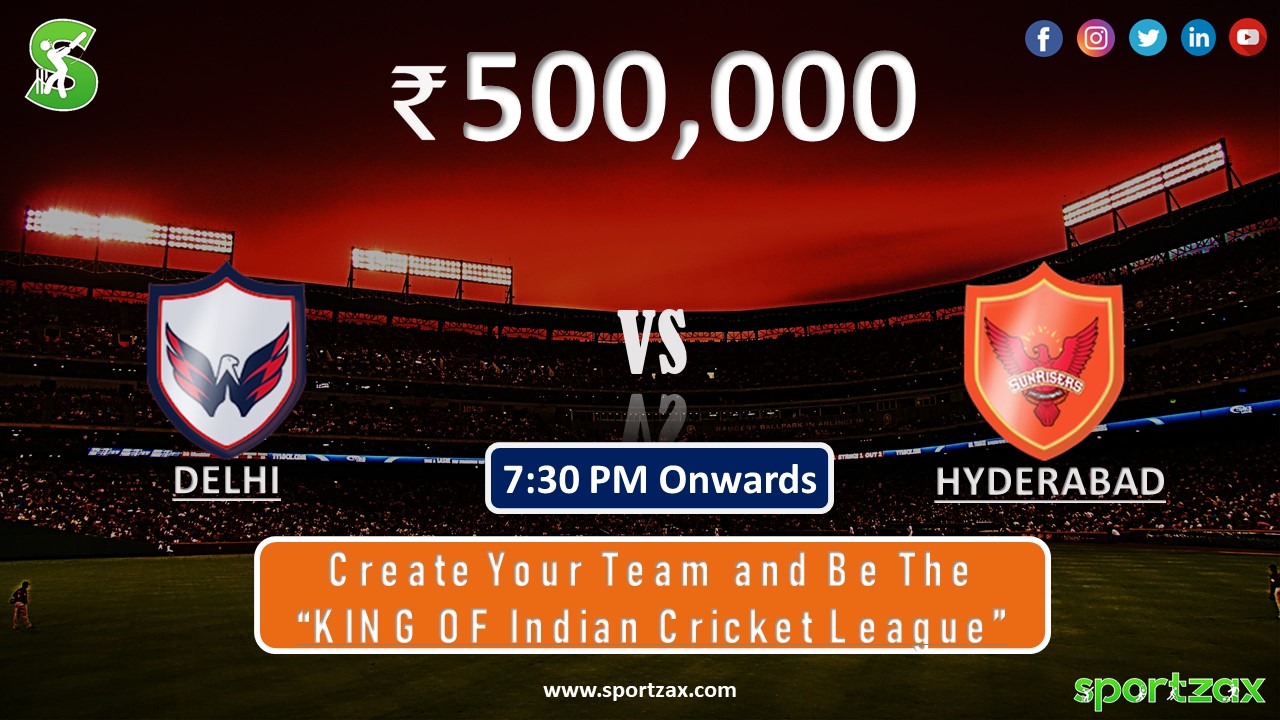 ₹500,000
VS
SUNRISERS
DELHI
7:30 PM Onwards
HYDERABAD
Create Your Team and Be The
“KING OF Indian Cricket League”
www.sportzax.com
sportzax